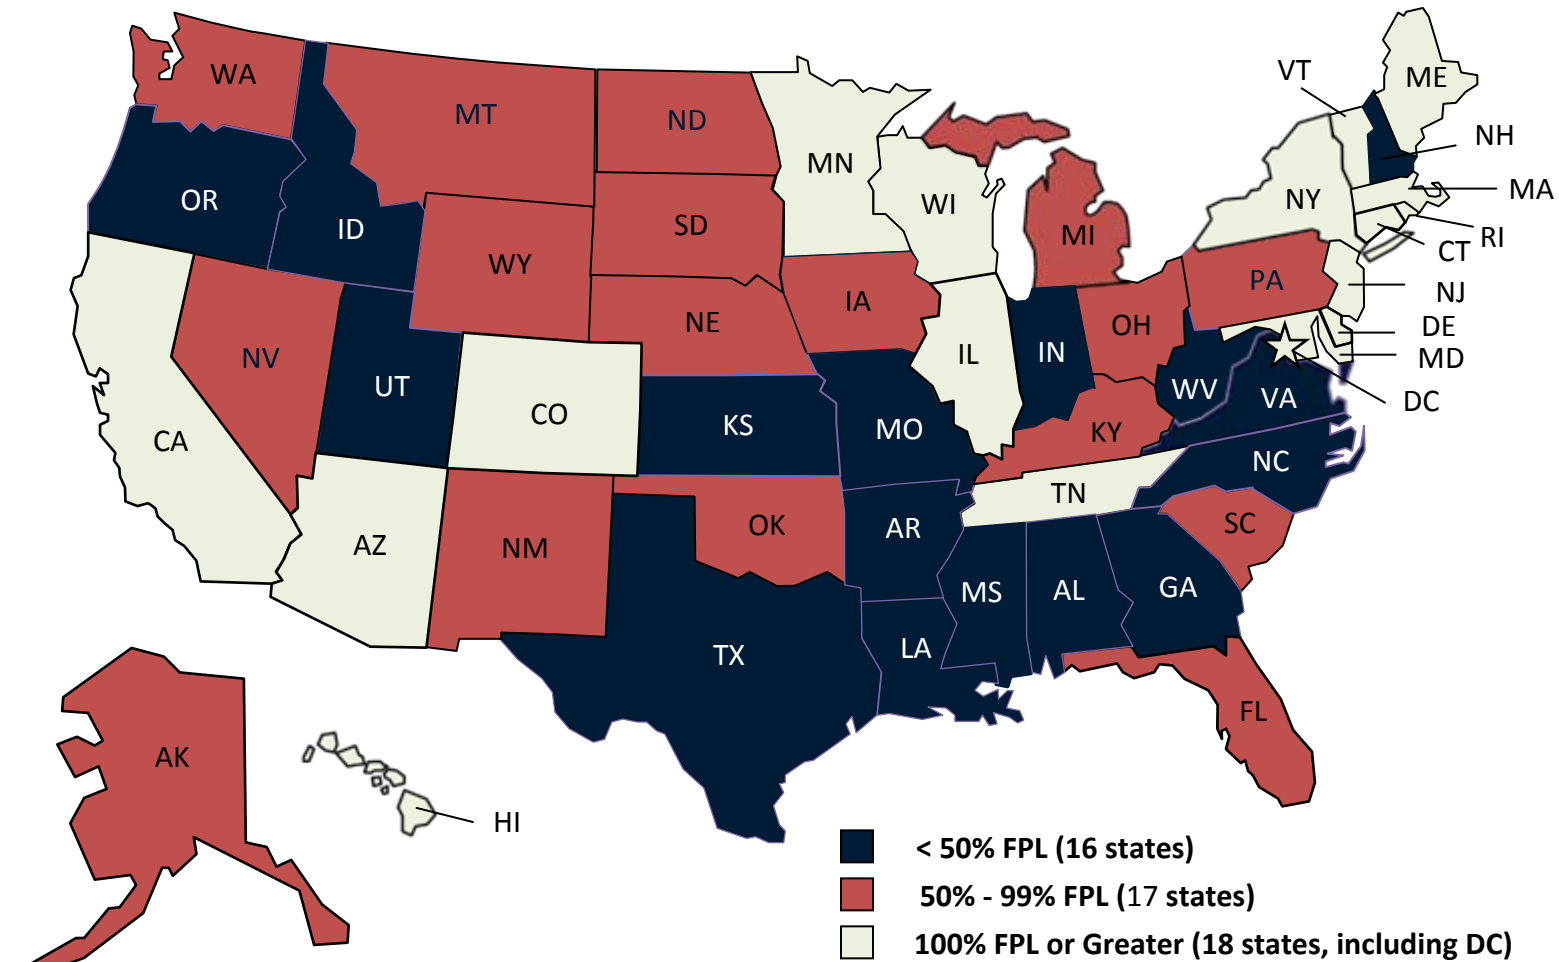 WA
MT
ND
MN
VT
ME
NH
OR
ID
WY
SD
WI
MI
NY
MA
RI
CT
NV
UT
NE
IA
IL
IN
OH
PA
NJ
DE
MD
DC
CA
CO
KS
MO
KY
WV
VA
NC
TN
AZ
NM
OK
AR
SC
MS
AL
GA
TX
LA
FL
AK
HI
< 50% FPL (16 states)
50% - 99% FPL (17 states)
100% FPL or Greater (18 states, including DC)